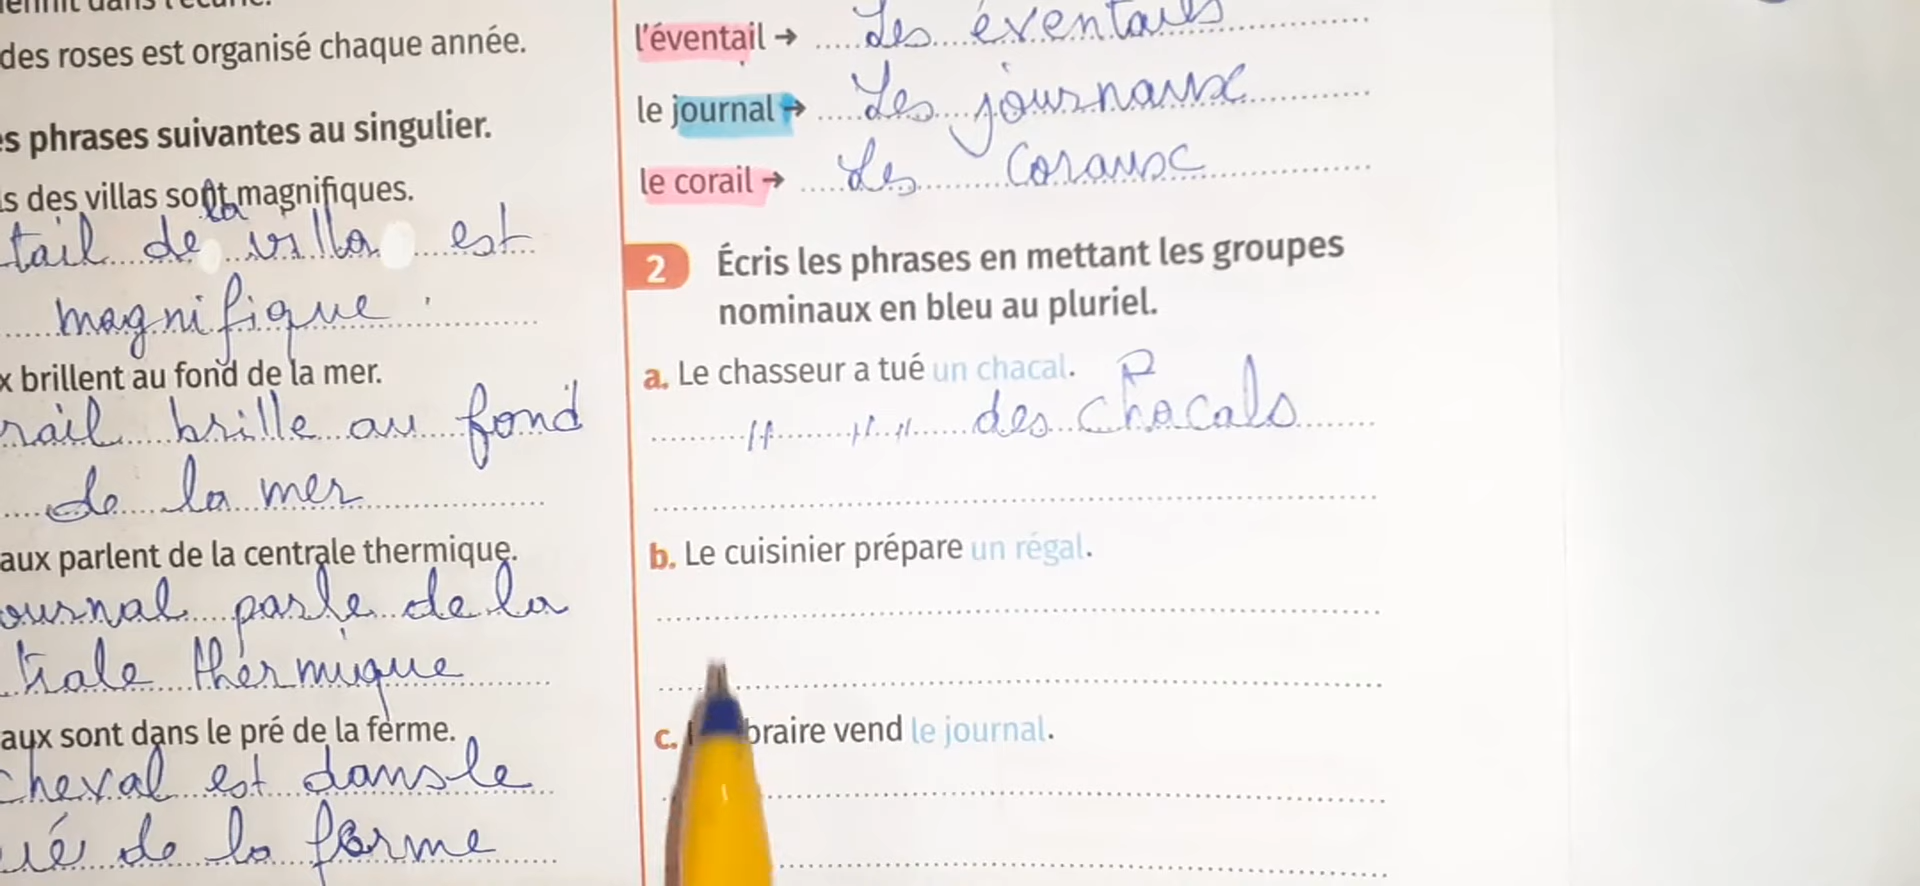 des roses est organisé chaque année.
s phrases suivantes au singulier.
s des villas sont magnifiques.
la
tail de villa est
magnifique.
x brillent au fond de la mer.
rail brille au fond
de la mer
aux parlent de la centrale thermique.
ournal parle de la
trale thermique
aux sont dans le pré de la ferme.
cheval est dans le
ré de la ferme
l'éventail → Les éventails
le journal → Les journaux
le corail → Les coraux
2 Écris les phrases en mettant les groupes
nominaux en bleu au pluriel.
a. Le chasseur a tué un chacal.
" " " des chacals
b. Le cuisinier prépare un régal.
c. braire vend le journal.